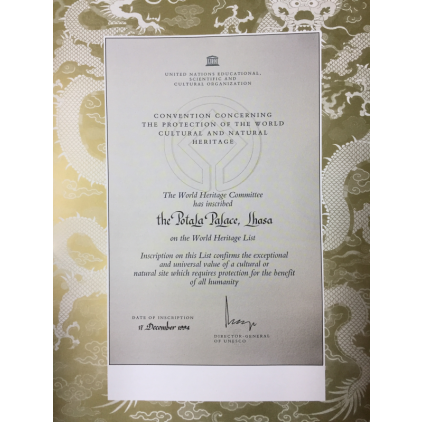 UNITED NATIONS EDUCATIONAL,
SCIENTIFIC AND
CULTURAL ORGANIZATION
CONVENTION CONCERNING
THE PROTECTION OF THE WORLD
CULTURAL AND NATURAL
HERITAGE
The World Heritage Committee
has inscribed
the Potala Palace, Lhasa
on the World Heritage List
Inscription on this List confirms the exceptional
and universal value of a cultural or
natural site which requires protection for the benefit
of all humanity
DATE OF INSCRIPTION
17 December 1994
DIRECTOR-GENERAL
OF UNESCO